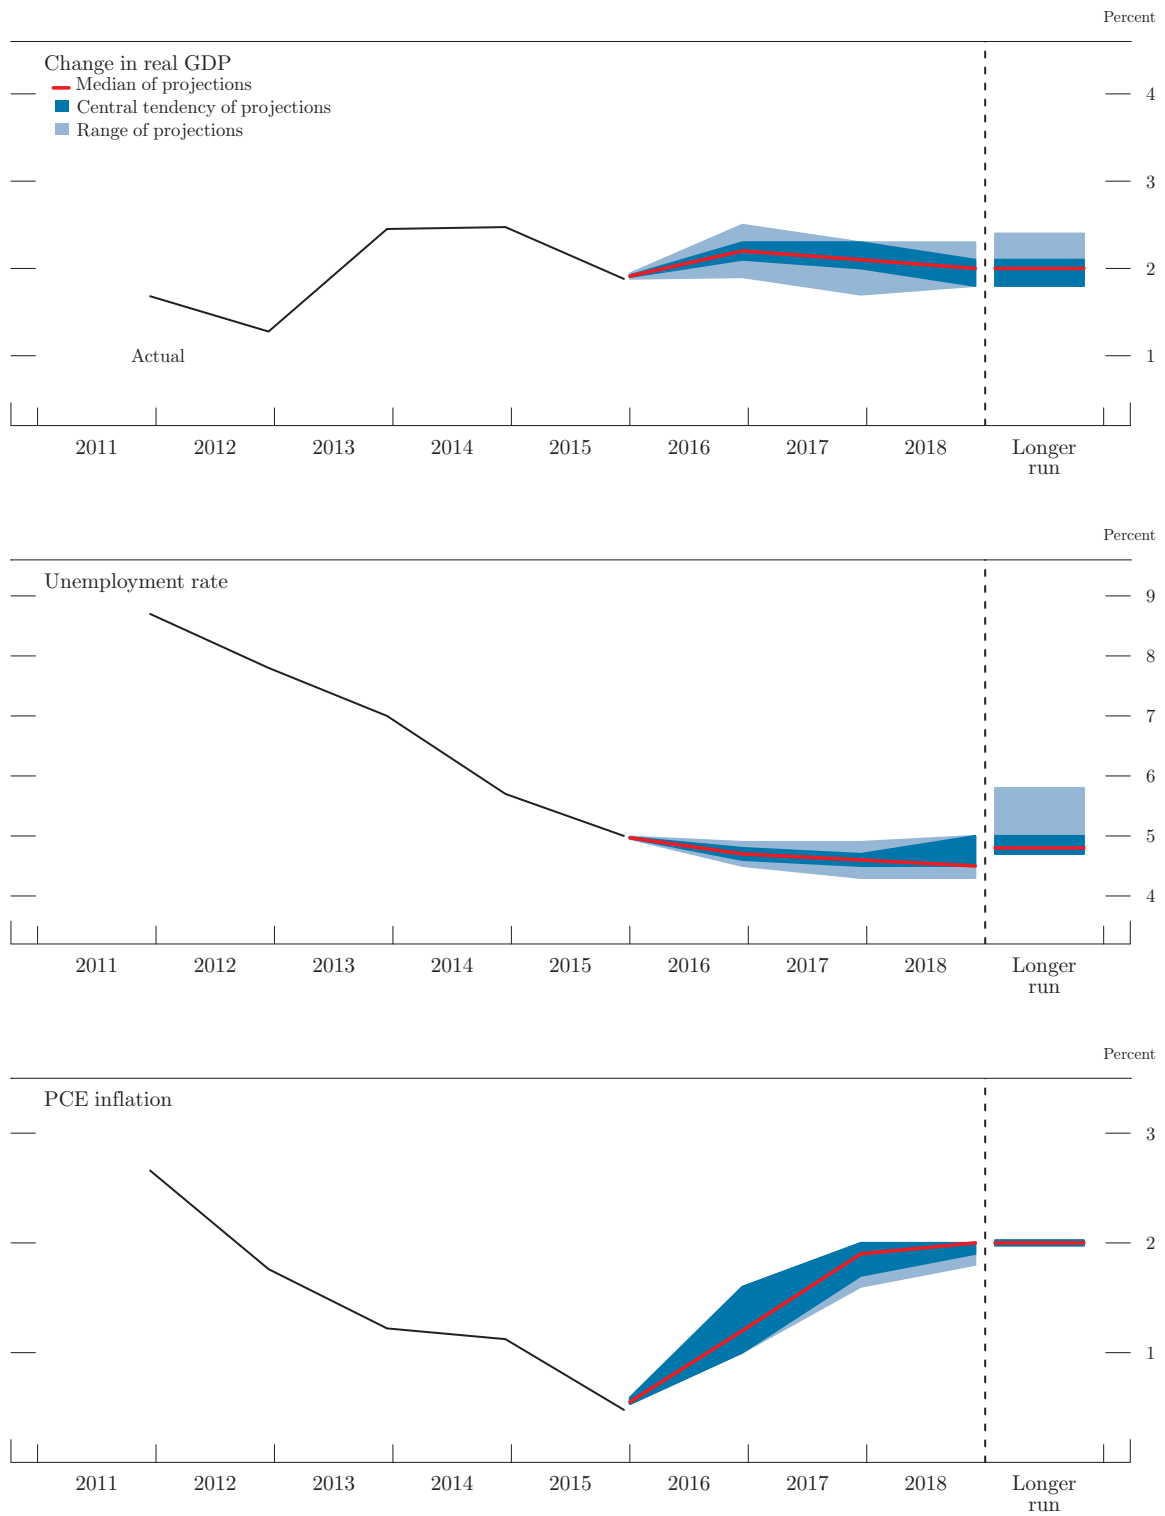 Percent
Change in real GDP
Median of projections
Central tendency of projections
Range of projections
4
3
2
1
Actual
2011 2012 2013 2014 2015 2016 2017 2018 Longer
run
Percent
Unemployment rate
9
8
7
6
5
4
2011 2012 2013 2014 2015 2016 2017 2018 Longer
run
Percent
PCE inflation
3
2
1
2011 2012 2013 2014 2015 2016 2017 2018 Longer
run